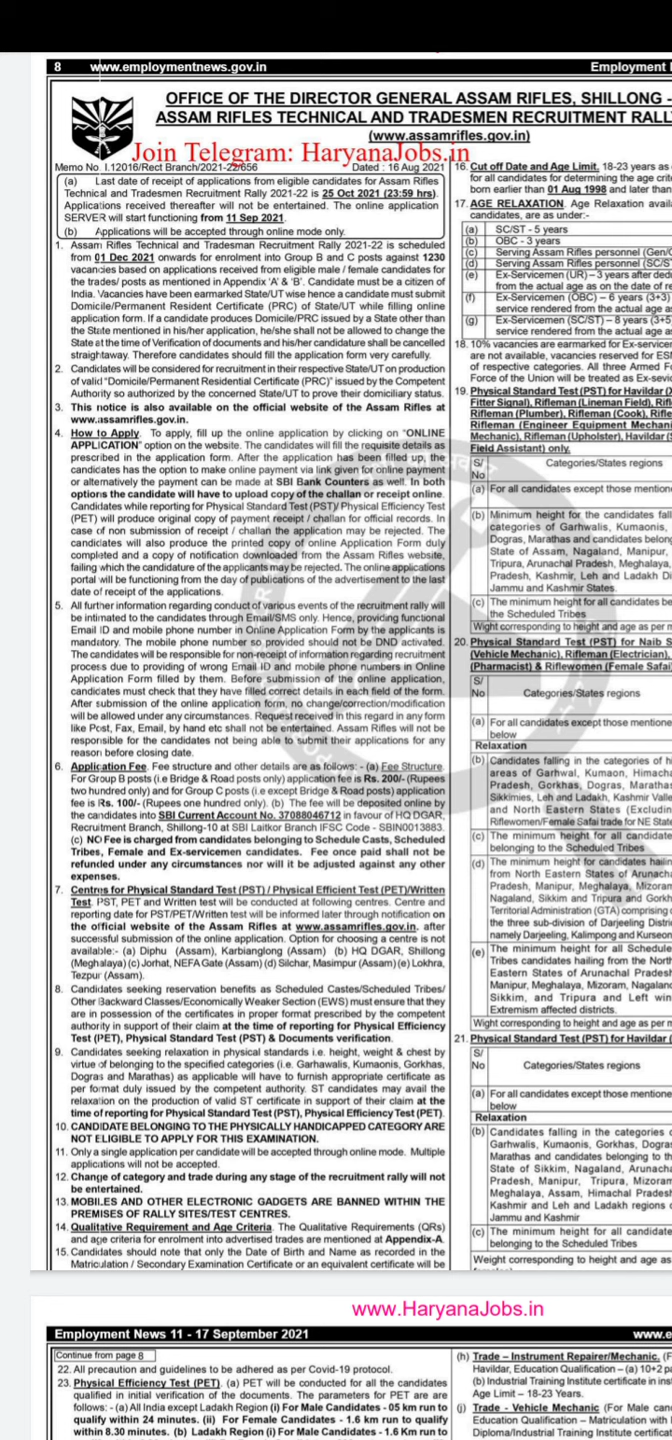 8 www.employmentnews.gov.in
Employment
OFFICE OF THE DIRECTOR GENERAL ASSAM RIFLES, SHILLONG -
ASSAM RIFLES TECHNICAL AND TRADESMEN RECRUITMENT RALL
(www.assamrifles.gov.in)
Join Telegram: HaryanaJobs.in
Memo No. I.12016/Rect Branch/2021-22/656 Dated : 16 Aug 2021
(a) Last date of receipt of applications from eligible candidates for Assam Rifles
Technical and Tradesmen Recruitment Rally 2021-22 is 25 Oct 2021 (23:59 hrs).
Applications received thereafter will not be entertained. The online application
SERVER will start functioning from 11 Sep 2021.
(b) Applications will be accepted through online mode only.
1. Assam Rifles Technical and Tradesmen Recruitment Rally 2021-22 is scheduled
from 01 Dec 2021 onwards for enrolment into Group B and C posts against 1230
vacancies based on applications received from eligible male / female candidates for
the trades/ posts as mentioned in Appendix 'A' & 'B'. Candidate must be a citizen of
India. Vacancies have been earmarked State/UT wise hence a candidate must submit
Domicile/Permanent Resident Certificate (PRC) of State/UT while filling online
application form. If a candidate produces Domicile/PRC issued by a State other than
the State mentioned in his/her application, he/she shall not be allowed to change the
State at the time of Verification of documents and his/her candidature shall be cancelled
straightaway. Therefore candidates should fill the application form very carefully.
2. Candidates will be considered for recruitment in their respective State/UT on production
of valid "Domicile/Permanent Residential Certificate (PRC)" issued by the Competent
Authority so authorized by the concerned State/UT to prove their domiciliary status.
3. This notice is also available on the official website of the Assam Rifles at
www.assamrifles.gov.in.
4. How to Apply. To apply, fill up the online application by clicking on "ONLINE
APPLICATION" option on the website. The candidates will fill the requisite details as
prescribed in the application form. After the application has been filled up, the
candidates has the option to make online payment via link given for online payment
or alternatively the payment can be made at SBI Bank Counters as well. In both
options the candidate will have to upload copy of the challan or receipt online.
Candidates while reporting for Physical Standard Test (PST)/ Physical Efficient Test
(PET) will produce original copy of payment receipt / challan for official records. In
case of non submission of receipt / challan the application may be rejected. The
candidates will also produce the printed copy of online Application Form duly
completed and a copy of notification downloaded from the Assam Rifles website,
failing which the candidature of the applicants may be rejected. The online applications
portal will be functioning from the day of publications of the advertisement to the last
date of receipt of the applications.
5. All further information regarding conduct of various events of the recruitment rally will
be intimated to the candidates through Email/SMS only. Hence, providing functional
Email ID and mobile phone number in Online Application Form by the applicants is
mandatory. The mobile phone number so provided should not be DND activated.
The candidates will be responsible for non-receipt of information regarding recruitment
process due to providing of wrong Email ID and mobile phone numbers in Online
Application Form filled by them. Before submission of the online application,
candidates must check that they have filled correct details in each field of the form.
After submission of the online application form, no change/correction/modification
will be allowed under any circumstances. Request received in this regard in any form
like Post, Fax, Email, by hand etc shall not be entertained. Assam Rifles will not be
responsible for the candidates not being able to submit their applications for any
reason before closing date.
6. Application Fee. Fee structure and other details are as follows: - (a) Fee Structure.
For Group B posts (i.e Bridge & Road posts only) application fee is Rs. 200/- (Rupees
two hundred only) and for Group C posts (i.e except Bridge & Road posts) application
fee is Rs. 100/- (Rupees one hundred only). (b) The fee will be deposited online by
the candidates into SBI Current Account No. 37088046712 in favour of HQ DGAR,
Recruitment Branch, Shillong-10 at SBI Laitkor Branch IFSC Code - SBIN0013883.
(c) NO Fee is charged from candidates belonging to Schedule Casts, Scheduled
Tribes, Female and Ex-servicemen candidates. Fee once paid shall not be
refunded under any circumstances nor will it be adjusted against any other
expenses.
7. Centres for Physical Standard Test (PST) / Physical Efficient Test (PET)/Written
Test. PST, PET and Written test will be conducted at following centres. Centre and
reporting date for PST/PET/Written test will be informed later through notification on
the official website of the Assam Rifles at www.assamrifles.gov.in. after
successful submission of the online application. Option for choosing a centre is not
available:- (a) Diphu (Assam), Karbianglong (Assam) (b) HQ DGAR, Shillong
(Meghalaya) (c) Jorhat, NEFA Gate (Assam) (d) Silchar, Masimpur (Assam) (e) Lokhra,
Tezpur (Assam).
8. Candidates seeking reservation benefits as Scheduled Castes/Scheduled Tribes/
Other Backward Classes/Economically Weaker Section (EWS) must ensure that they
are in possession of the certificates in proper format prescribed by the competent
authority in support of their claim at the time of reporting for Physical Efficiency
Test (PET), Physical Standard Test & Documents verification.
9. Candidates seeking relaxation in physical standards i.e. height, weight & chest by
virtue of belonging to the specified categories (i.e. Garhawalis, Kumaonis, Gorkhas,
Dogras and Marathas) as applicable will have to furnish appropriate certificate as
per format duly issued by the competent authority. ST candidates may avail the
relaxation on the production of valid ST certificate in support of their claim at the
time of reporting for Physical Standard Test (PST), Physical Efficiency Test (PET).
10. CANDIDATE BELONGING TO THE PHYSICALLY HANDICAPPED CATEGORY ARE
NOT ELIGIBLE TO APPLY FOR THIS EXAMINATION.
11. Only a single application per candidate will be accepted through online mode. Multiple
applications will not be accepted.
12. Change of category and trade during any stage of the recruitment rally will not
be entertained.
13. MOBILES AND OTHER ELECTRONIC GADGETS ARE BANNED WITHIN THE
PREMISES OF RALLY SITES/TEST CENTRES.
14. Qualitative Requirement and Age Criteria. The Qualitative Requirements (QRs)
and age criteria for enrolment into advertised trades are mentioned at Appendix-A.
15. Candidates should note that only the Date of Birth and Name as recorded in the
Matriculation / Secondary Examination Certificate or an equivalent certificate will be
16. Cut off Date and Age Limit. 18-23 years as
for all candidates for determining the age crite
born earlier than 01 Aug 1998 and later than
17. AGE RELAXATION. Age Relaxation avail
candidates, are as under:-
(a) SC/ST - 5 years
(b) OBC - 3 years
(c) Serving Assam Rifles personnel (Gen/
(d) Serving Assam Rifles personnel (SC/S
(e) Ex-Servicemen (UR) – 3 years after dedu
from the actual age as on the date of re
(f) Ex-Servicemen (OBC) – 6 years (3+3)
service rendered from the actual age a
(g) Ex-Servicemen (SC/ST) – 8 years (3+5
service rendered from the actual age as
18. 10% vacancies are earmarked for Ex-service
are not available, vacancies reserved for ESM
of respective categories. All three Armed F
Force of the Union will be treated as Ex-sevic
19. Physical Standard Test (PST) for Havildar (X
Fitter Signal), Rifleman (Lineman Field), Rifl
Rifleman (Plumber), Rifleman (Cook), Rifle
Rifleman (Engineer Equipment Mechani
Mechanic), Rifleman (Upholster), Havildar (
Field Assistant) only.
S/ Categories/States regions
No
(a) For all candidates except those mention
(b) Minimum height for the candidates fall
categories of Garhwalis, Kumaonis,
Dogras, Marathas and candidates belong
State of Assam, Nagaland, Manipur,
Tripura, Arunachal Pradesh, Meghalaya,
Pradesh, Kashmir, Leh and Ladakh Di
Jammu and Kashmir States.
(c) The minimum height for all candidates be
the Scheduled Tribes
Wight corresponding to height and age as per m
20. Physical Standard Test (PST) for Naib S
(Vehicle Mechanic), Rifleman (Electrician),
(Pharmacist) & Riflewomen (Female Safai)
S/
No Categories/States regions
(a) For all candidates except those mentione
below
Relaxation
(b) Candidates falling in the categories of hi
areas of Garhwal, Kumaon, Himacha
Pradesh, Gorkhas, Dogras, Marathas
Sikkimies, Leh and Ladakh, Kashmir Valle
and North Eastern States (Excludin
Riflewomen/Female Safai trade for NE State
(c) The minimum height for all candidate
belonging to the Scheduled Tribes
(d) The minimum height for candidates hailin
from North Eastern States of Arunacha
Pradesh, Manipur, Meghalaya, Mizoram
Nagaland, Sikkim and Tripura and Gorkh
Territorial Administration (GTA) comprising o
the three sub-division of Darjeeling Distric
namely Darjeeling, Kalimpong and Kurseon
(e) The minimum height for all Schedule
Tribes candidates hailing from the North
Eastern States of Arunachal Pradesh
Manipur, Meghalaya, Mizoram, Nagaland
Sikkim, and Tripura and Left win
Extremism affected districts.
Wight corresponding to height and age as per m
21. Physical Standard Test (PST) for Havildar (
S/
No Categories/States regions
(a) For all candidates except those mentione
below
Relaxation
(b) Candidates falling in the categories o
Garhwalis, Kumaonis, Gorkhas, Dogras
Marathas and candidates belonging to th
State of Sikkim, Nagaland, Arunacha
Pradesh, Manipur, Tripura, Mizoram
Meghalaya, Assam, Himachal Pradesh
Kashmir and Leh and Ladakh regions o
Jammu and Kashmir
(c) The minimum height for all candidate
belonging to the Scheduled Tribes
Weight corresponding to height and age as
www.HaryanaJobs.in
Employment News 11 - 17 September 2021
www.e
Continue from page 8
22. All precaution and guidelines to be adhered as per Covid-19 protocol.
23. Physical Efficiency Test (PET). (a) PET will be conducted for all the candidates
qualified in initial verification of the documents. The parameters for PET are are
follows: - (a) All India except Ladakh Region (i) For Male Candidates - 05 km run to
qualify within 24 minutes. (ii) For Female Candidates - 1.6 km run to qualify
within 8.30 minutes. (b) Ladakh Region (i) For Male Candidates - 1.6 Km run to
(h) Trade – Instrument Repairer/Mechanic. (F
Havildar, Education Qualification – (a) 10+2 pa
(b) Industrial Training Institute certificate in inst
Age Limit – 18-23 Years.
(j) Trade - Vehicle Mechanic (For Male cand
Education Qualification – Matriculation with
Diploma/Industrial Training Institute certifica